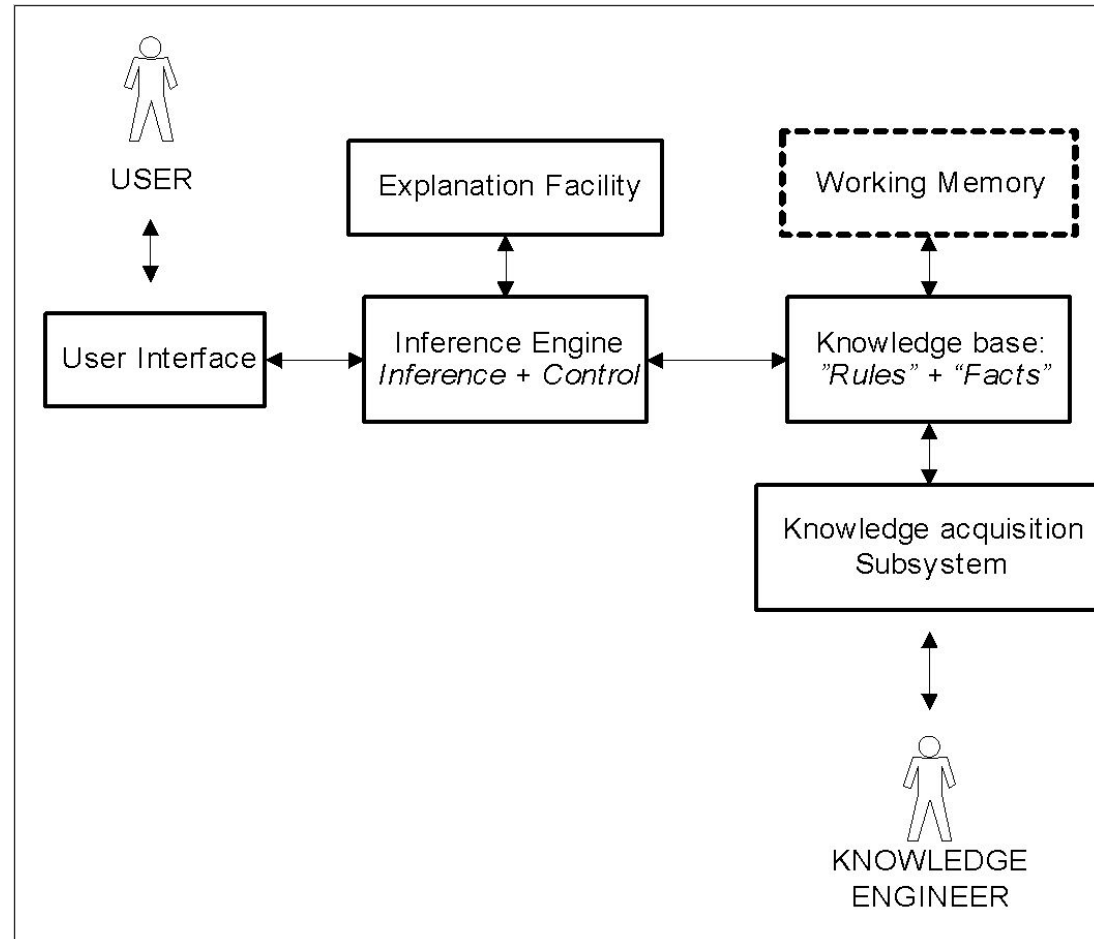 USER
Explanation Facility
Working Memory
User Interface
Inference Engine
Inference + Control
Knowledge base:
”Rules” + “Facts”
Knowledge acquisition
Subsystem
KNOWLEDGE
ENGINEER